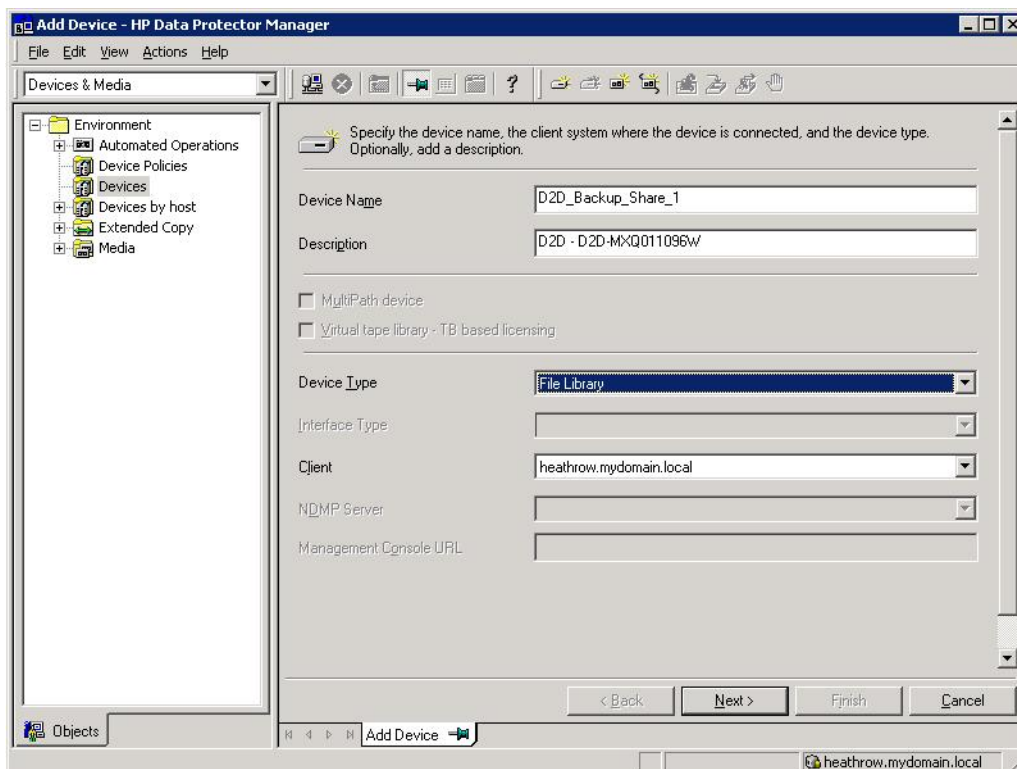 Add Device - HP Data Protector Manager
File Edit View Actions Help
Devices & Media
Environment
Automated Operations
Device Policies
Devices
Devices by host
Extended Copy
Media
Specify the device name, the client system where the device is connected, and the device type.
Optionally, add a description.
Device Name
D2D_Backup_Share_1
Description
D2D - D2D-MXQ011096W
MultiPath device
Virtual tape library - TB based licensing
Device Type
File Library
Interface Type
Client
heathrow.mydomain.local
NDMP Server
Management Console URL
< Back Next > Finish Cancel
Objects
Add Device
heathrow.mydomain.local